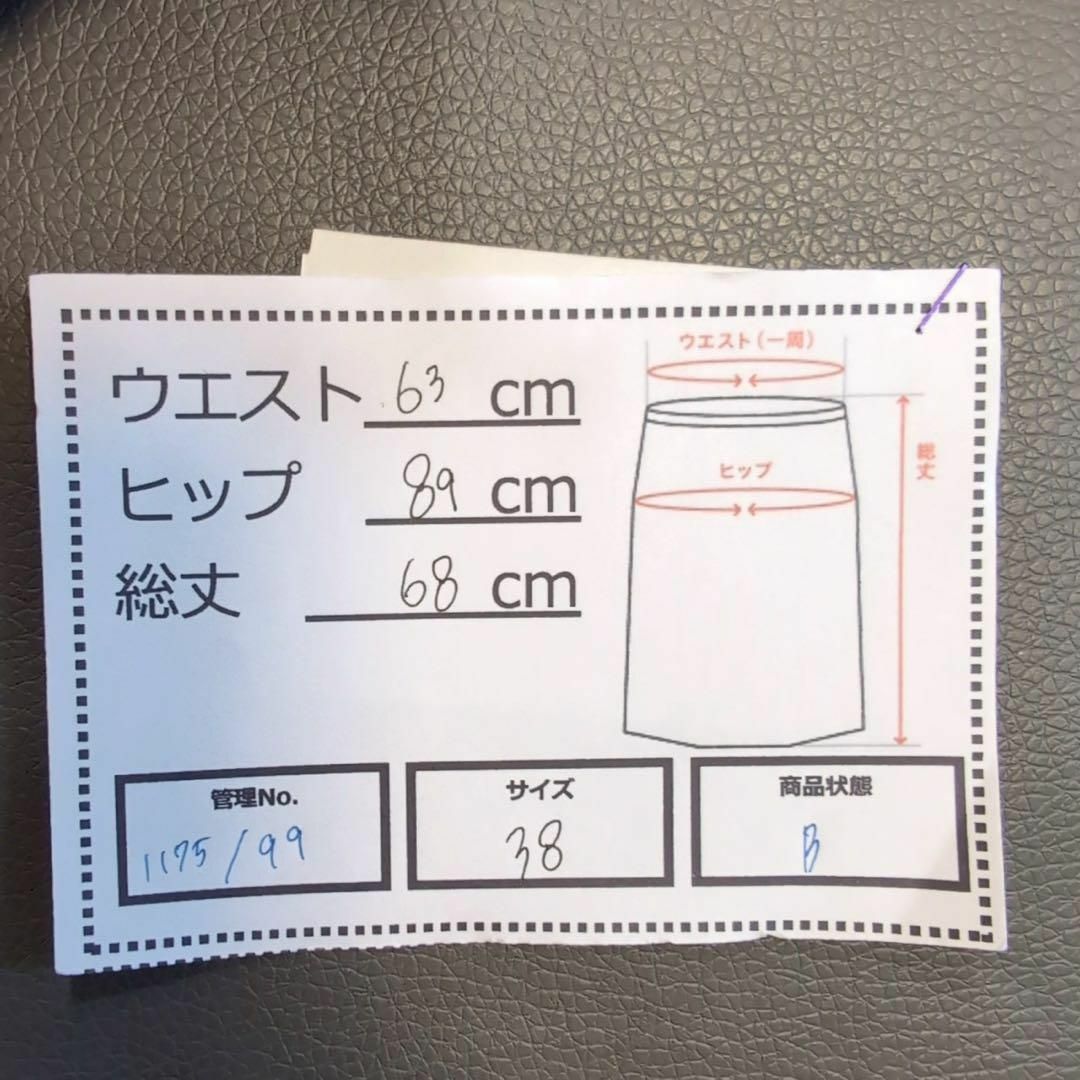 ウエスト 63 cm
ヒップ 89 cm
総丈 68 cm
ウエスト(一周)
ヒップ
総丈
管理No.
1175/99
サイズ
38
商品状態
B